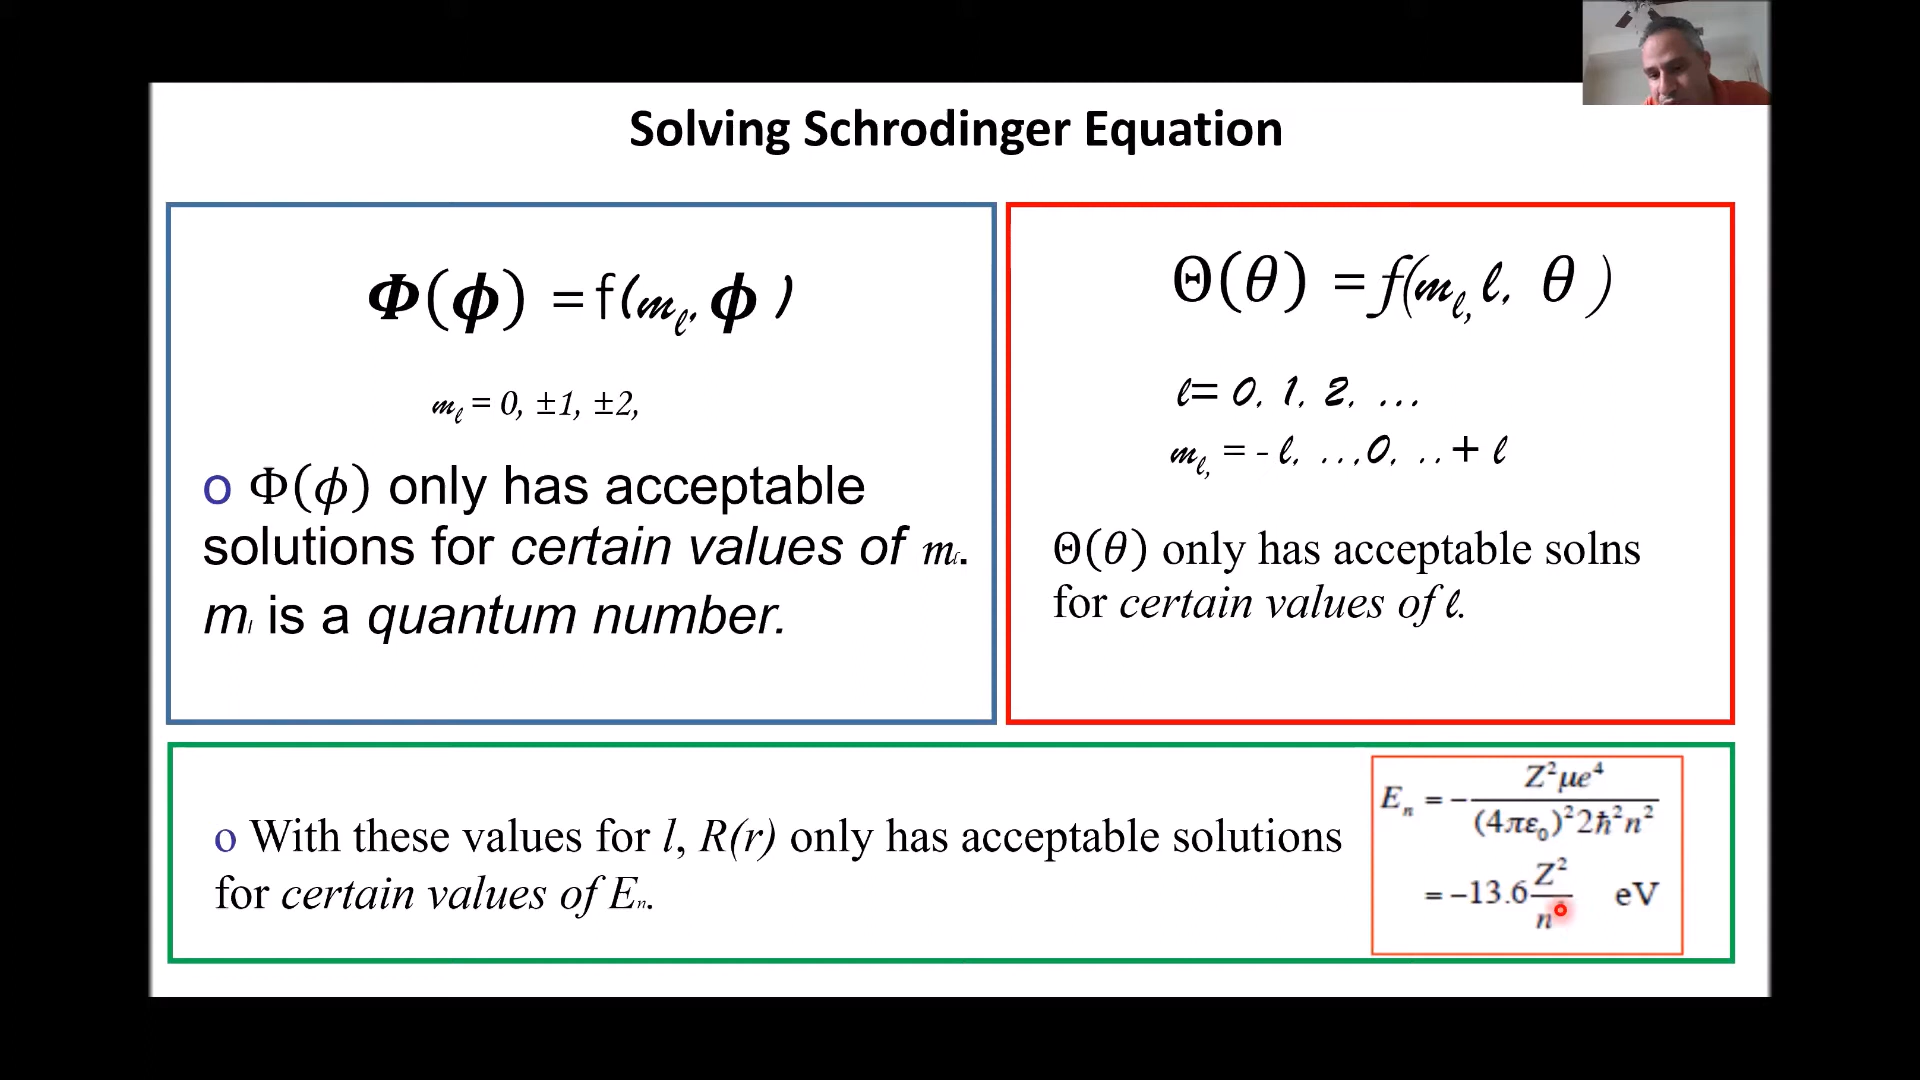 Solving Schrodinger Equation
𝜱(𝝓) = f(mₗ, 𝝓 )
mₗ = 0, ±1, ±2,
o Φ(𝜙) only has acceptable
solutions for certain values of mₗ.
mₗ is a quantum number.
Θ(θ) = f(mₗ, ℓ, θ )
ℓ= 0, 1, 2, ...
mₗ, = - ℓ, ..,0, ..+ ℓ
Θ(θ) only has acceptable solns
for certain values of ℓ.
o With these values for l, R(r) only has acceptable solutions
for certain values of Eₙ.
Eₙ = - Z²μe⁴ / (4πε₀)²2ħ²n²
= -13.6 Z² / n eV